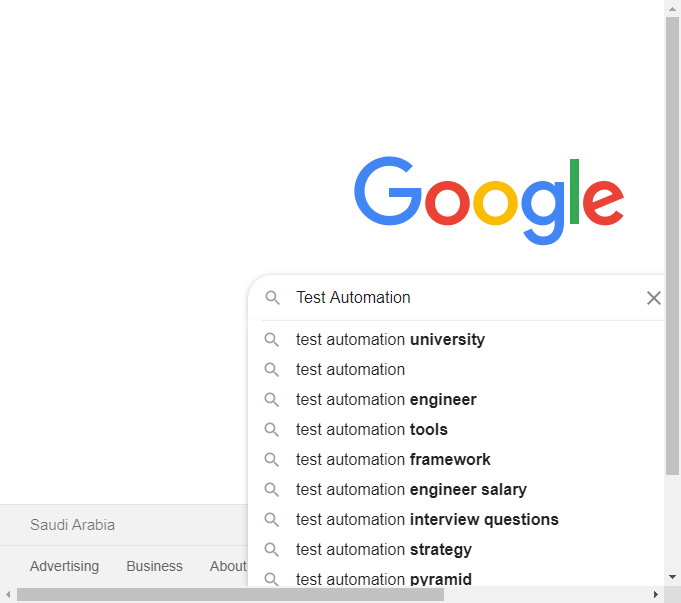 Google
Test Automation
test automation university
test automation
test automation engineer
test automation tools
test automation framework
test automation engineer salary
test automation interview questions
test automation strategy
test automation pyramid
Saudi Arabia
Advertising Business About